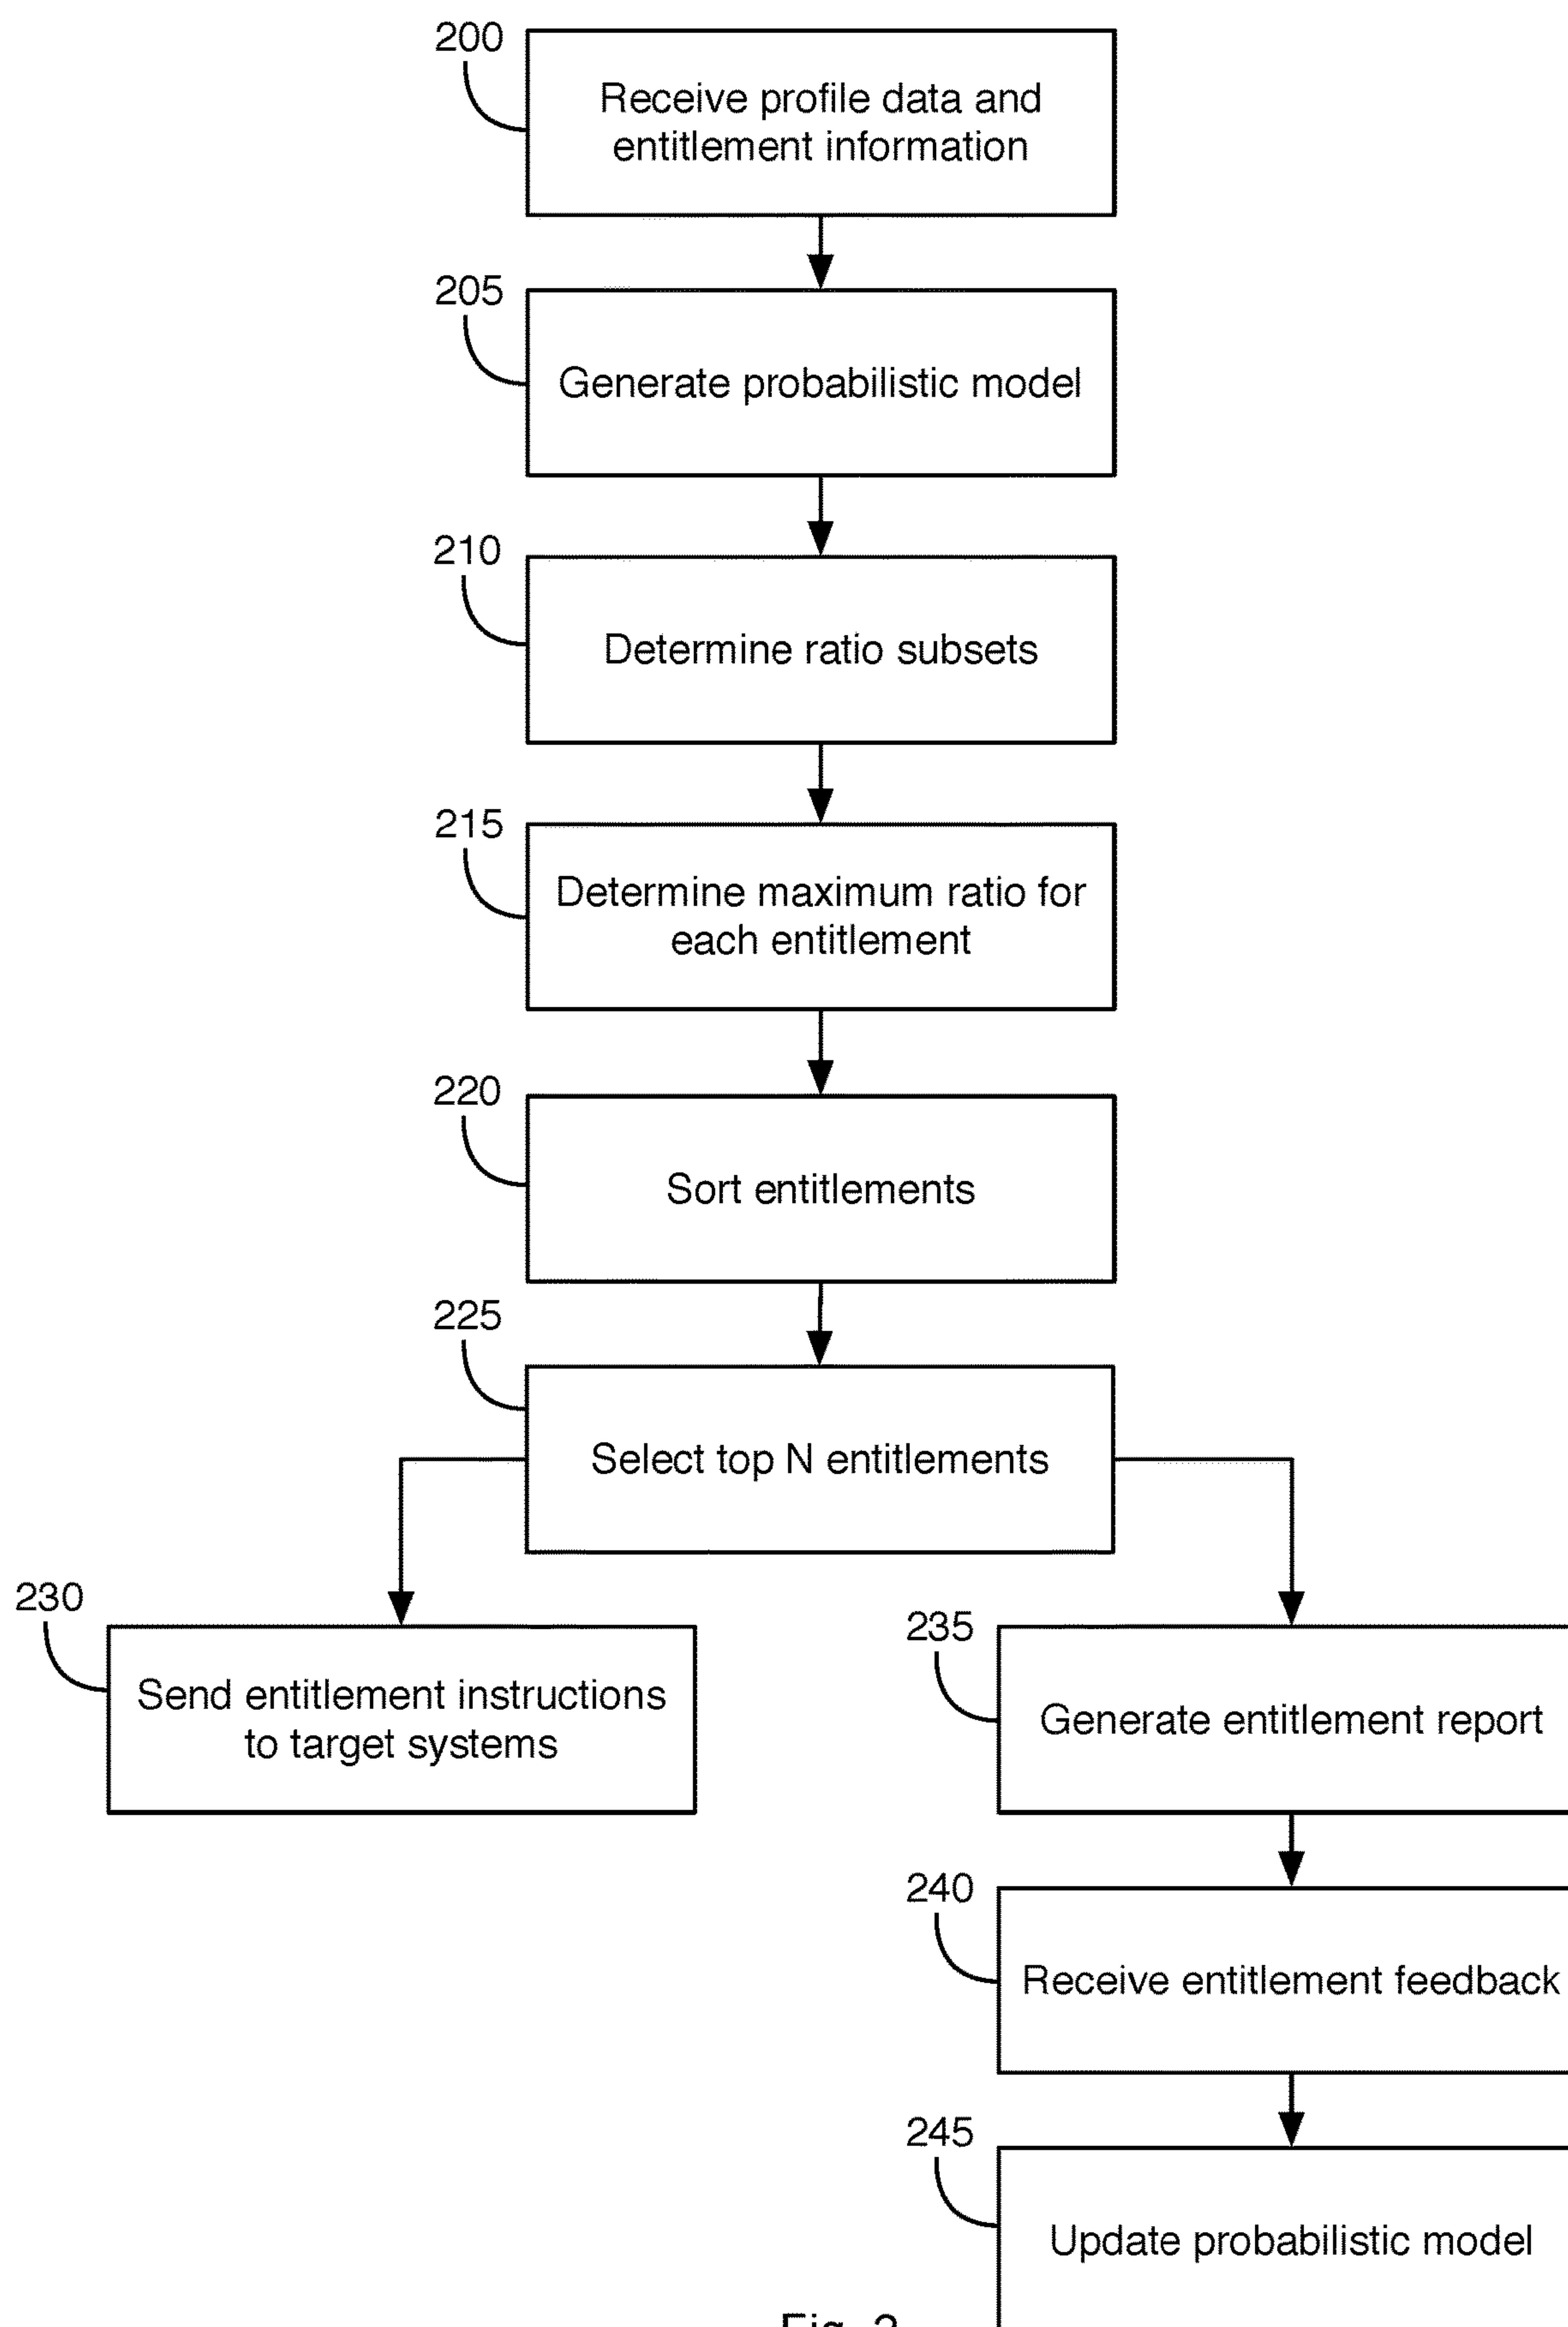 200
Receive profile data and
entitlement information
205
Generate probabilistic model
210
Determine ratio subsets
215
Determine maximum ratio for
each entitlement
220
Sort entitlements
225
Select top N entitlements
230
Send entitlement instructions
to target systems
235
Generate entitlement report
240
Receive entitlement feedback
245
Update probabilistic model
Fig.